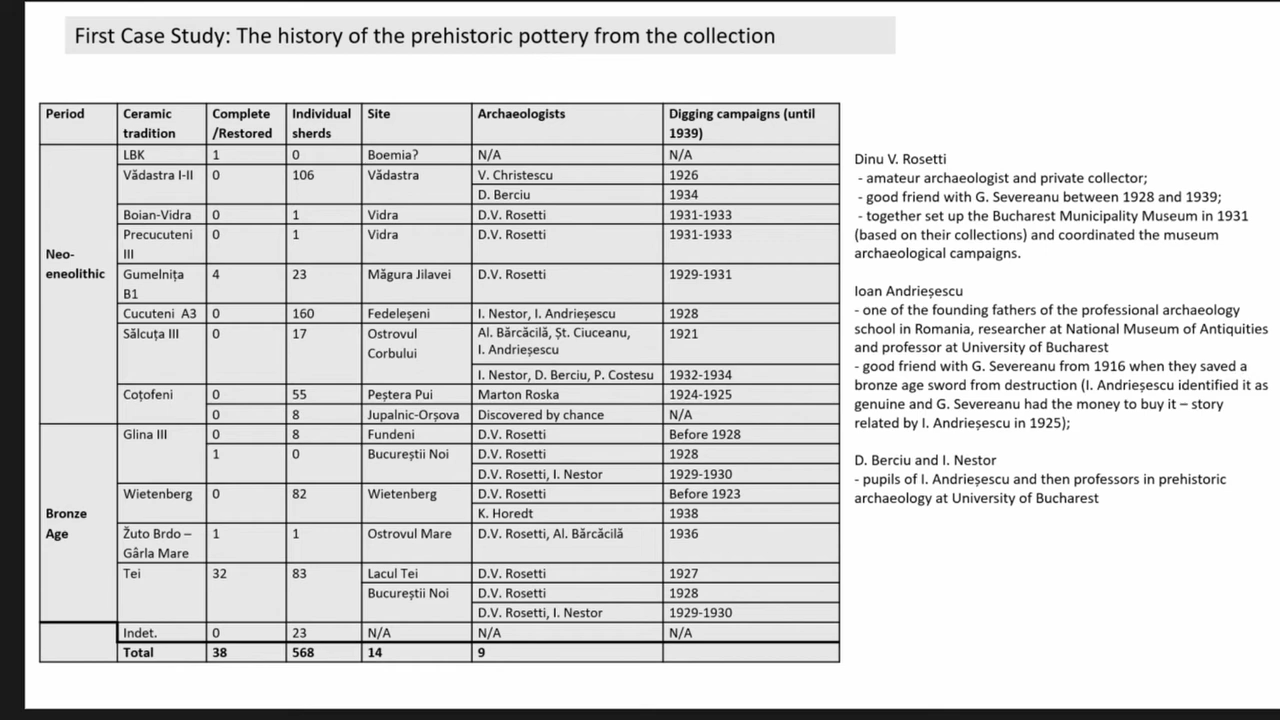 First Case Study: The history of the prehistoric pottery from the collection
Period | Ceramic tradition | Complete /Restored | Individual sherds | Site | Archaeologists | Digging campaigns (until 1939)
Neo-eneolithic | LBK | 1 | 0 | Boemia? | N/A | N/A
Vădastra I-II | 0 | 106 | Vădastra | V. Christescu | 1926
D. Berciu | 1934
Boian-Vidra | 0 | 1 | Vidra | D.V. Rosetti | 1931-1933
Precucuteni III | 0 | 1 | Vidra | D.V. Rosetti | 1931-1933
Gumelnița B1 | 4 | 23 | Măgura Jilavei | D.V. Rosetti | 1929-1931
Cucuteni A3 | 0 | 160 | Fedeleșeni | I. Nestor, I. Andrieșescu | 1928
Sălcuța III | 0 | 17 | Ostrovul Corbului | Al. Bărcăcilă, Șt. Ciuceanu, I. Andrieșescu | 1921
I. Nestor, D. Berciu, P. Costesu | 1932-1934
Coțofeni | 0 | 55 | Peștera Pui | Marton Roska | 1924-1925
0 | 8 | Jupalnic-Orșova | Discovered by chance | N/A
Bronze Age | Glina III | 0 | 8 | Fundeni | D.V. Rosetti | Before 1928
1 | 0 | Bucureștii Noi | D.V. Rosetti | 1928
D.V. Rosetti, I. Nestor | 1929-1930
Wietenberg | 0 | 82 | Wietenberg | D.V. Rosetti | Before 1923
K. Horedt | 1938
Žuto Brdo – Gârla Mare | 1 | 1 | Ostrovul Mare | D.V. Rosetti, Al. Bărcăcilă | 1936
Tei | 32 | 83 | Lacul Tei | D.V. Rosetti | 1927
Bucureștii Noi | D.V. Rosetti | 1928
D.V. Rosetti, I. Nestor | 1929-1930
Indet. | 0 | 23 | N/A | N/A | N/A
Total | 38 | 568 | 14 | 9
Dinu V. Rosetti
- amateur archaeologist and private collector;
- good friend with G. Severeanu between 1928 and 1939;
- together set up the Bucharest Municipality Museum in 1931
(based on their collections) and coordinated the museum
archaeological campaigns.
Ioan Andrieșescu
- one of the founding fathers of the professional archaeology
school in Romania, researcher at National Museum of Antiquities
and professor at University of Bucharest
- good friend with G. Severeanu from 1916 when they saved a
bronze age sword from destruction (I. Andrieșescu identified it as
genuine and G. Severeanu had the money to buy it – story
related by I. Andrieșescu in 1925);
D. Berciu and I. Nestor
- pupils of I. Andrieșescu and then professors in prehistoric
archaeology at University of Bucharest